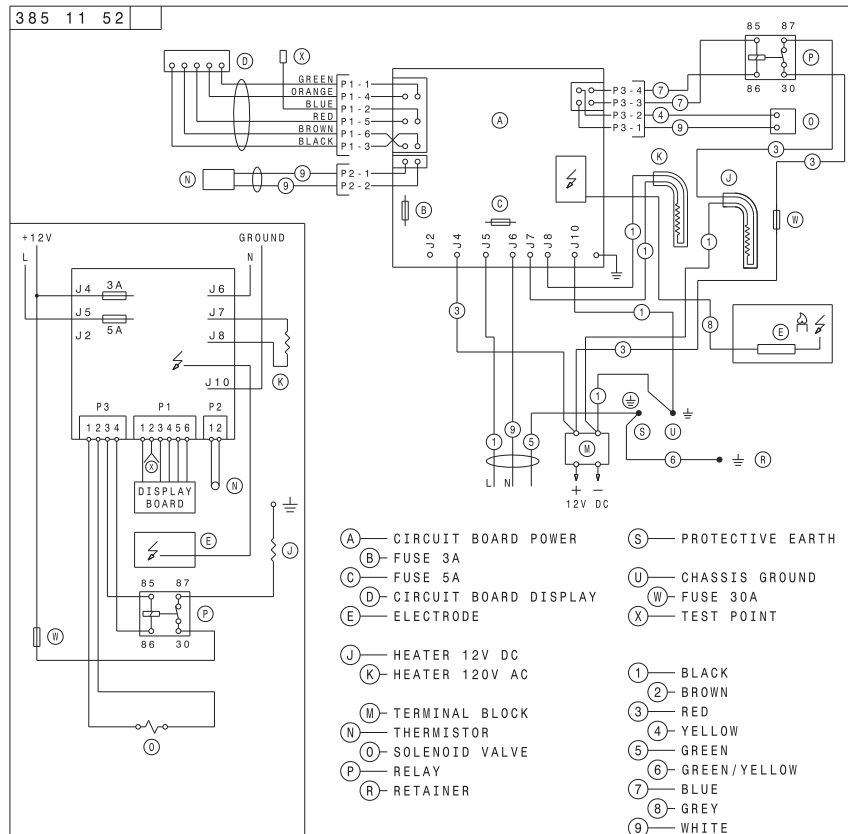 385 11 52
D
X
GREEN
ORANGE
BLUE
RED
BROWN
BLACK
P1-1
P1-4
P1-2
P1-5
P1-6
P1-3
N
9
9
P2-1
P2-2
A
B
C
J2
J4
J5
J6
J7
J8
J10
P3-4
P3-3
P3-2
P3-1
7
7
4
9
85 87
86 30
P
O
3
3
K
J
W
1
1
1
1
3
3
8
E
1
9
5
L N
1
M
+ −
12V DC
S
U
6
R
+12V
GROUND
L
N
J4
3A
J5
5A
J2
J6
J7
J8
J10
K
P3
P1
P2
1234
123456
12
X
N
DISPLAY
BOARD
E
J
85 87
86 30
P
W
O
A CIRCUIT BOARD POWER
B FUSE 3A
C FUSE 5A
D CIRCUIT BOARD DISPLAY
E ELECTRODE
J HEATER 12V DC
K HEATER 120V AC
M TERMINAL BLOCK
N THERMISTOR
O SOLENOID VALVE
P RELAY
R RETAINER
S PROTECTIVE EARTH
U CHASSIS GROUND
W FUSE 30A
X TEST POINT
1 BLACK
2 BROWN
3 RED
4 YELLOW
5 GREEN
6 GREEN/YELLOW
7 BLUE
8 GREY
9 WHITE